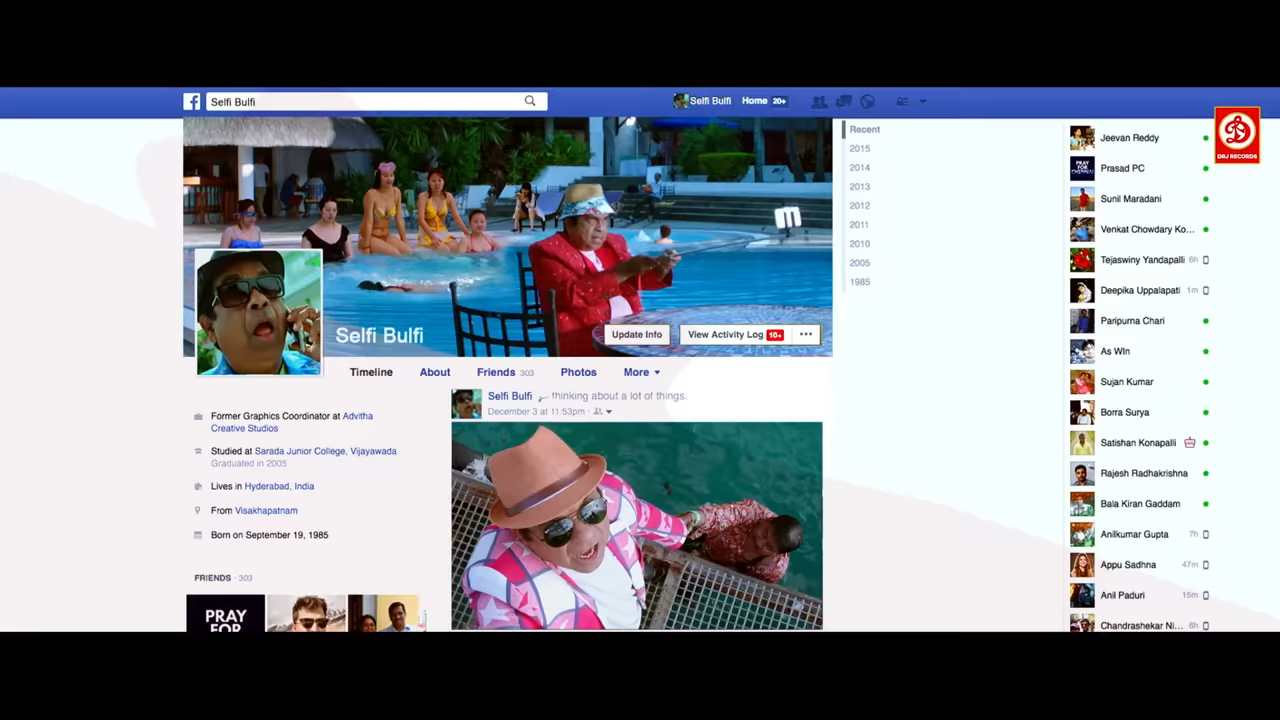 Selfi Bulfi
Selfi Bulfi Home 20+
DRJ RECORDS
Selfi Bulfi
Update Info
View Activity Log 10+
Timeline
About
Friends 303
Photos
More
Former Graphics Coordinator at Advitha
Creative Studios
Studied at Sarada Junior College, Vijayawada
Graduated in 2005
Lives in Hyderabad, India
From Visakhapatnam
Born on September 19, 1985
FRIENDS · 303
PRAY
FOR
Selfi Bulfi thinking about a lot of things.
December 3 at 11:53pm ·
Recent
2015
2014
2013
2012
2011
2010
2005
1985
Jeevan Reddy
PRAY
FOR
Prasad PC
Sunil Maradani
Venkat Chowdary Ko...
Tejaswiny Yandapalli 6h
Deepika Uppalapati 1m
Paripurna Chari
As WIn
Sujan Kumar
Borra Surya
Satishan Konapalli
Rajesh Radhakrishna
Bala Kiran Gaddam
Anilkumar Gupta 7h
Appu Sadhna 47m
Anil Paduri 15m
Chandrashekar Ni... 6h